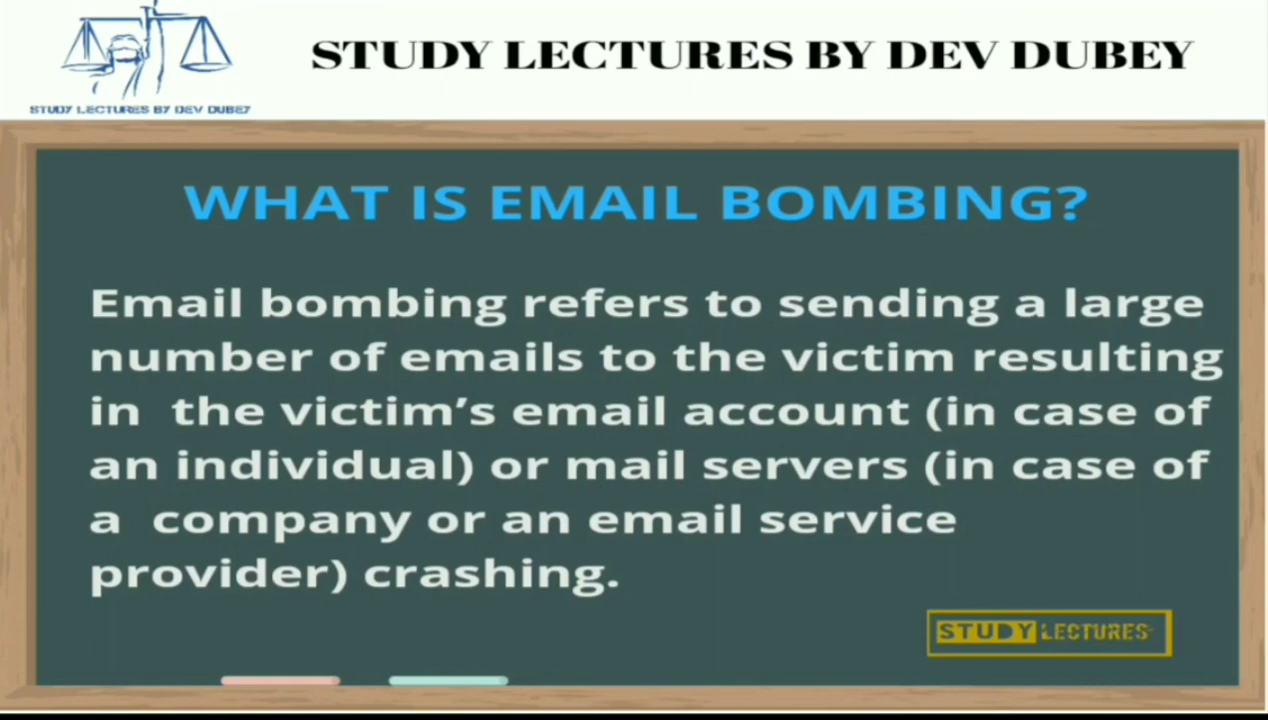 STUDY LECTURES BY DEV DUBEY
STUDY LECTURES BY DEV DUBEY
WHAT IS EMAIL BOMBING?
Email bombing refers to sending a large
number of emails to the victim resulting
in the victim's email account (in case of
an individual) or mail servers (in case of
a company or an email service
provider) crashing.
STUDY LECTURES